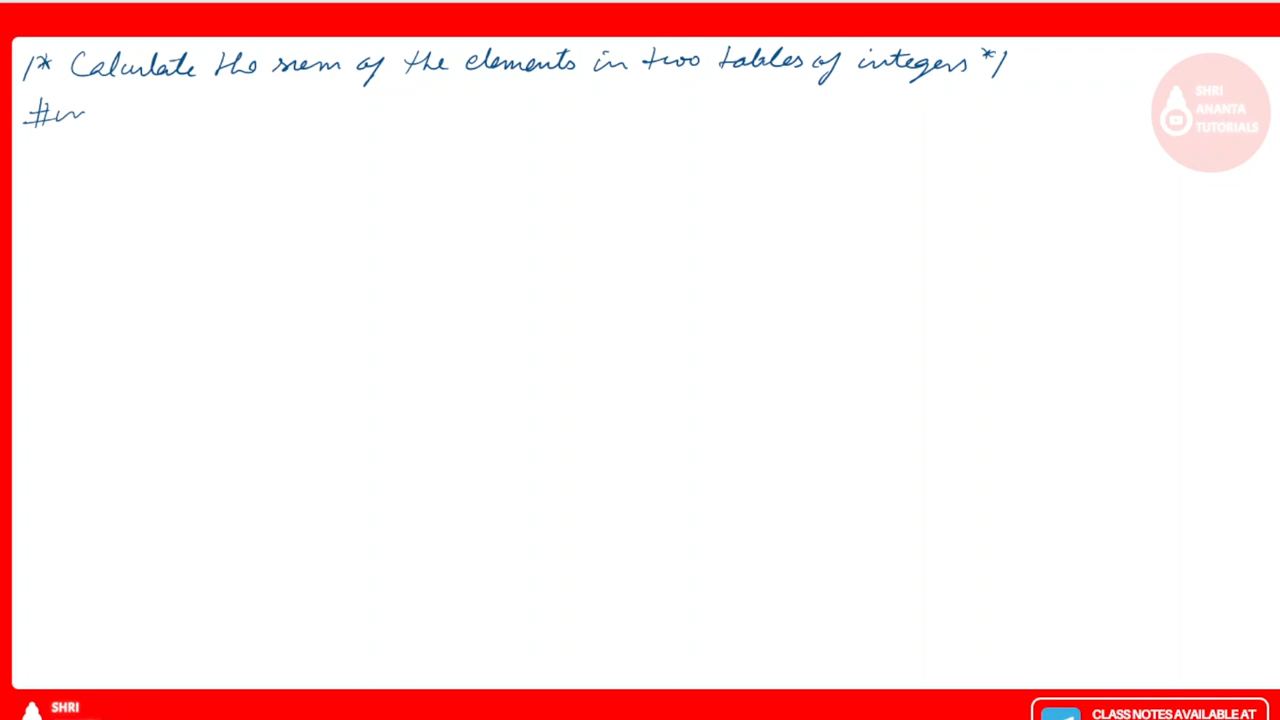 /* Calculate the sum of the elements in two tables of integers */
#in
SHRI
ANANTA
TUTORIALS
SHRI
CLASS NOTES AVAILABLE AT